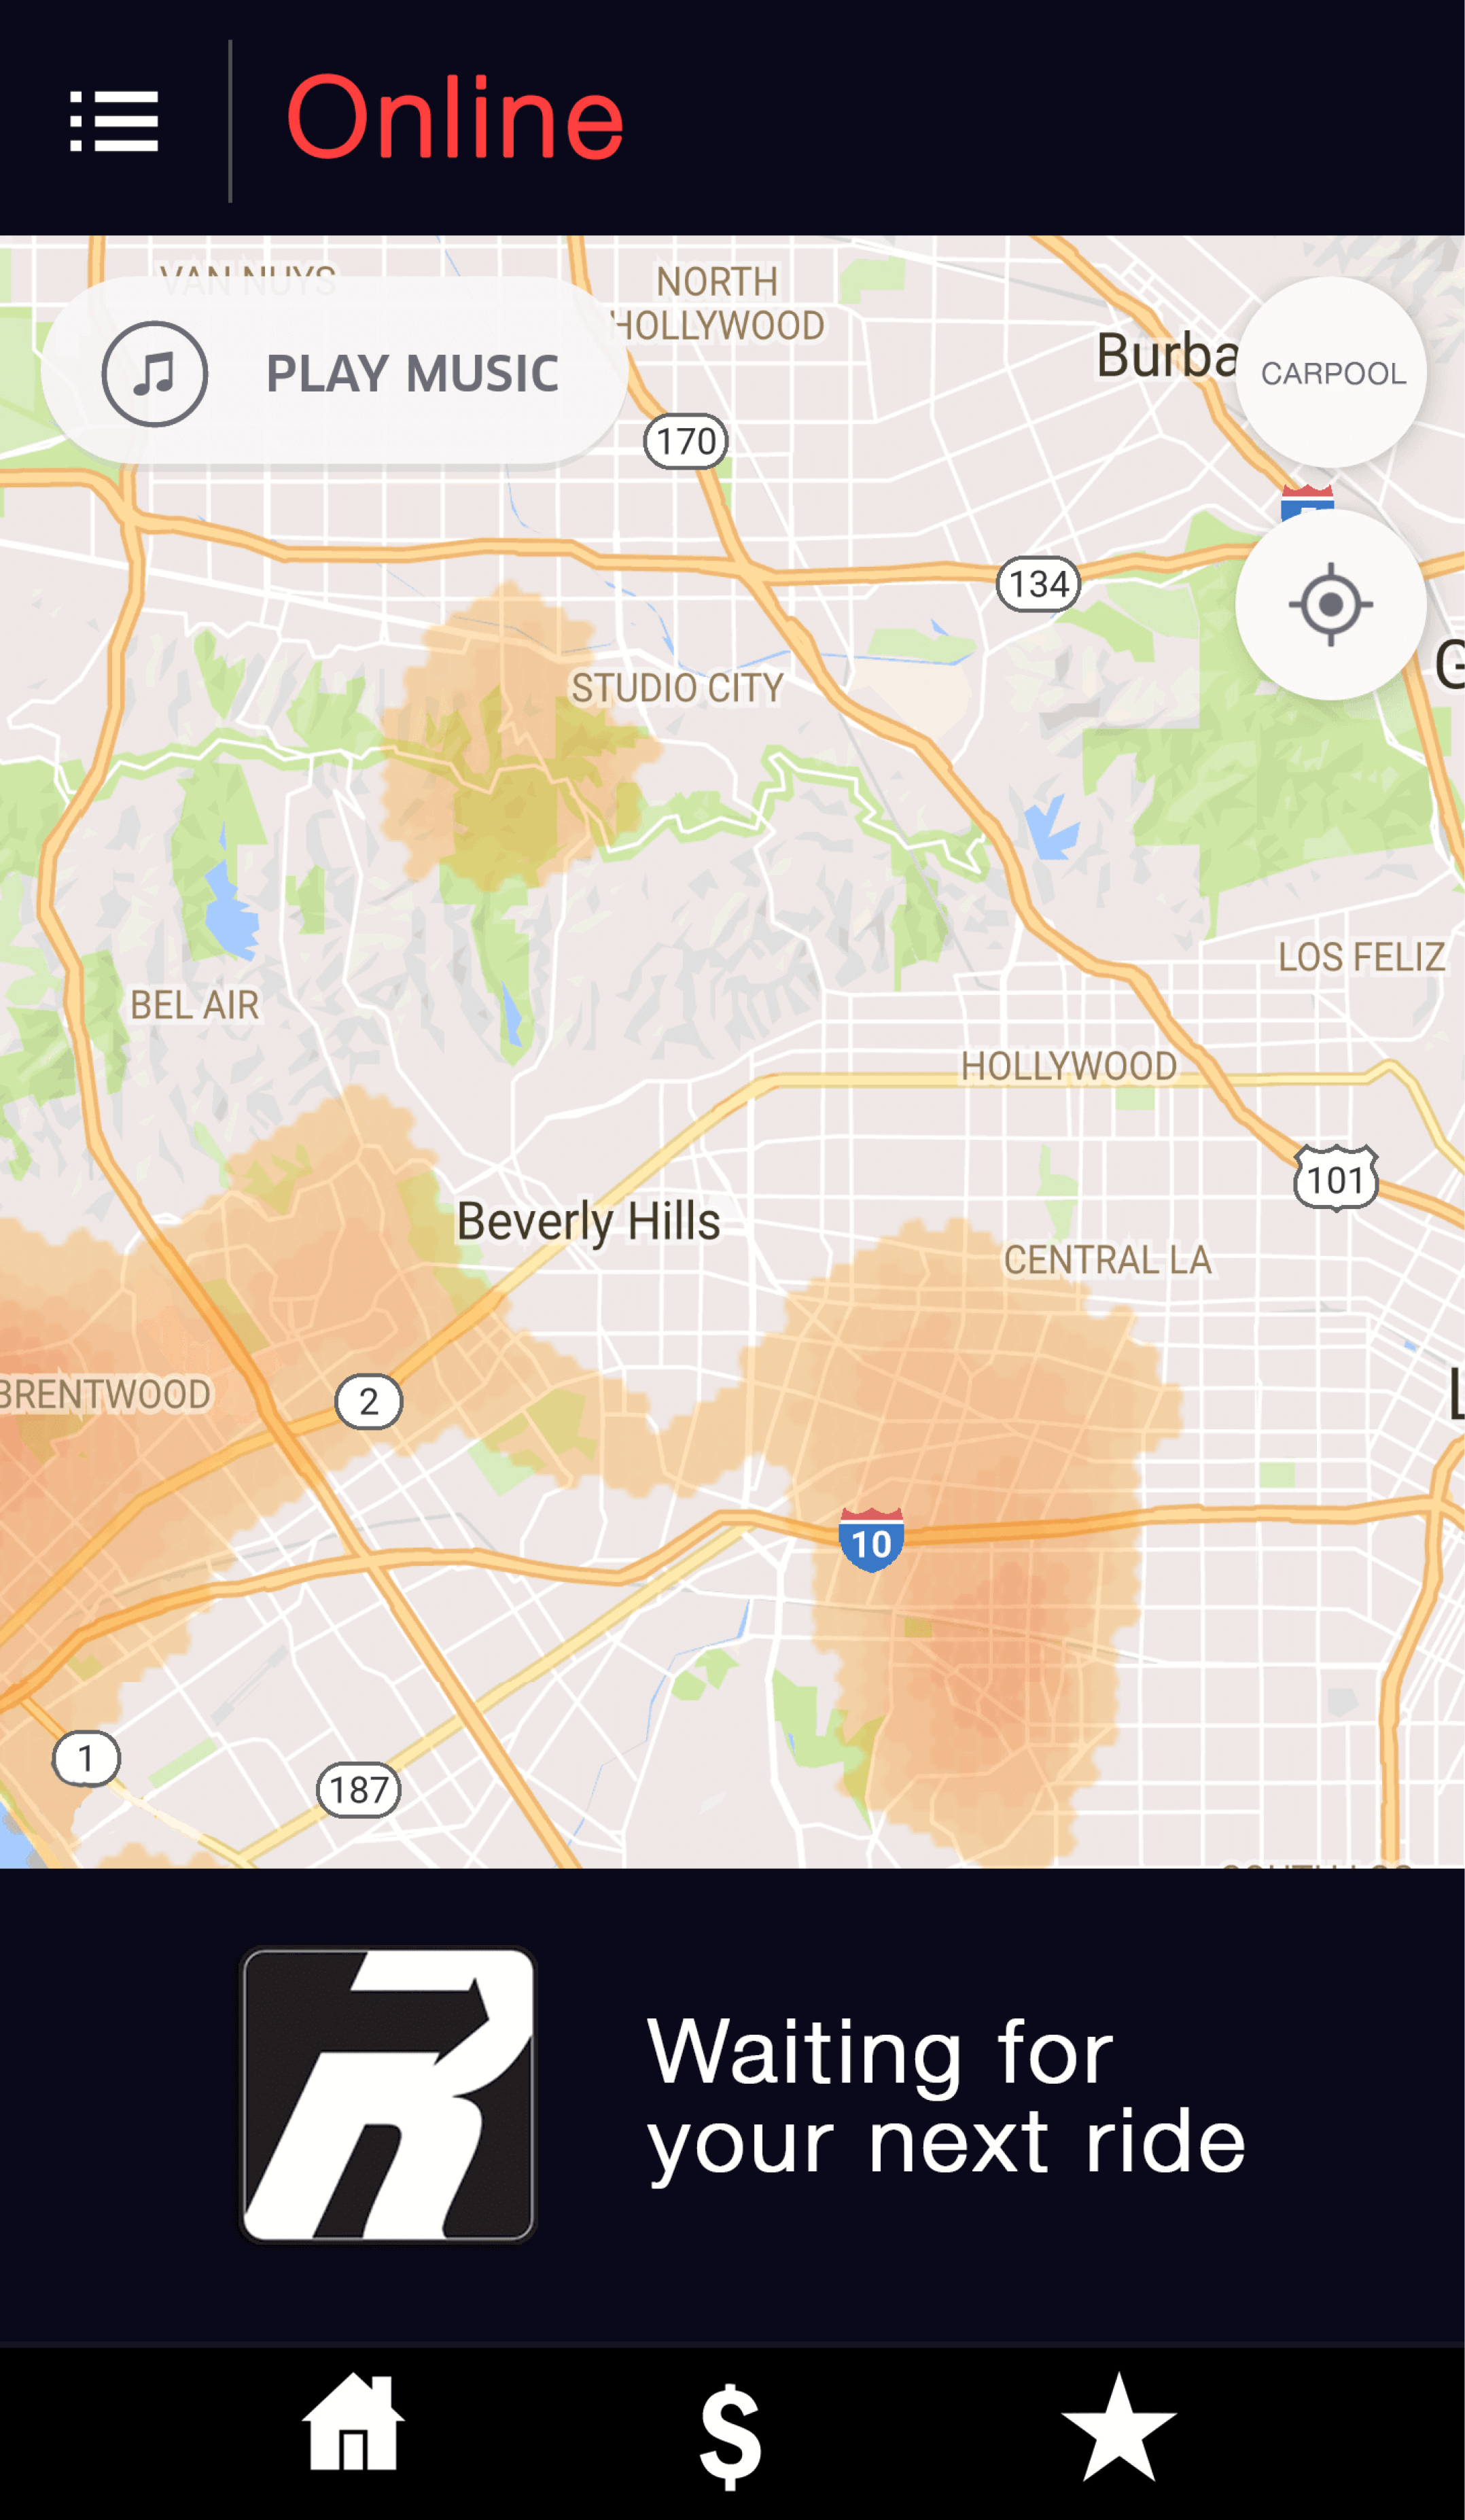 Online
VAN NUYS
NORTH
HOLLYWOOD
PLAY MUSIC
Burba
CARPOOL
170
134
STUDIO CITY
G
LOS FELIZ
BEL AIR
HOLLYWOOD
101
Beverly Hills
CENTRAL LA
BRENTWOOD
2
L
10
1
187
Waiting for
your next ride
$